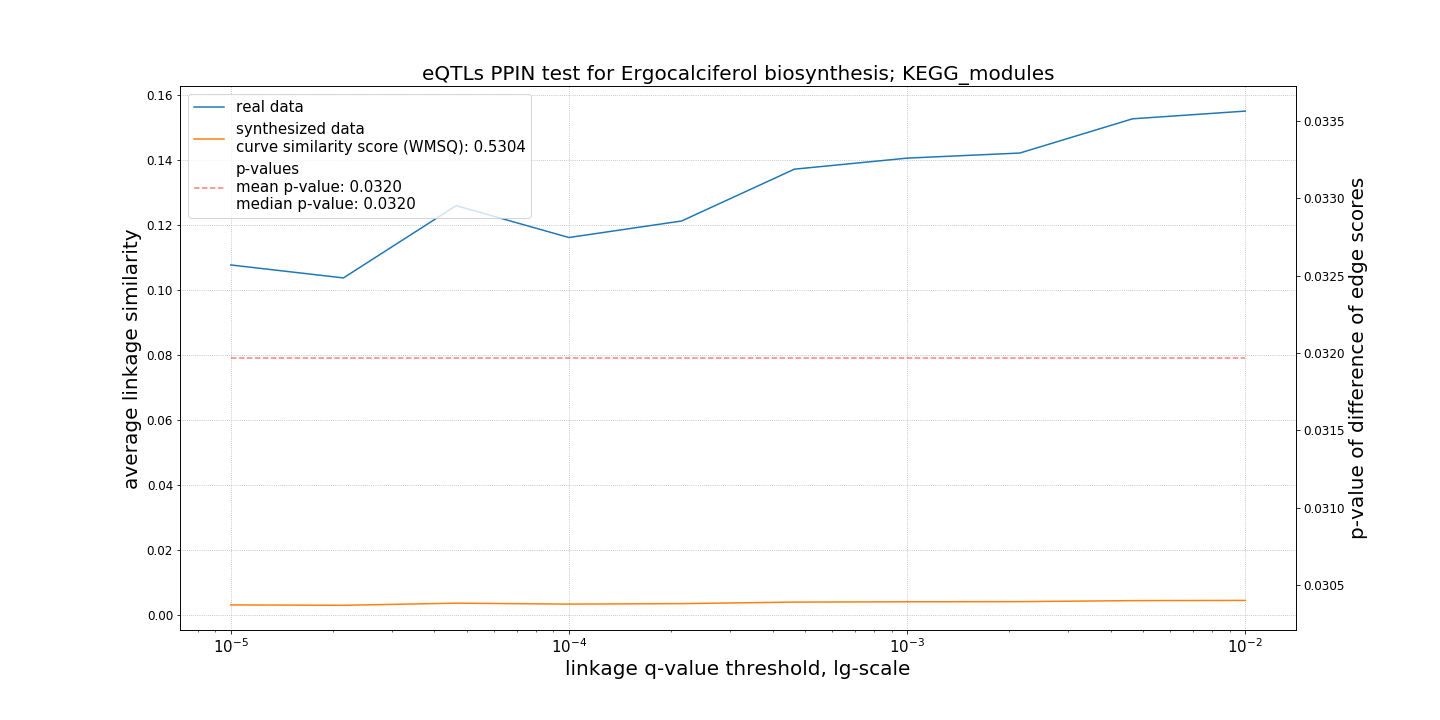 eQTLs PPIN test for Ergocalciferol biosynthesis; KEGG_modules
real data
synthesized data
curve similarity score (WMSQ): 0.5304
p-values
mean p-value: 0.0320
median p-value: 0.0320
average linkage similarity
0.16
0.14
0.12
0.10
0.08
0.06
0.04
0.02
0.00
p-value of difference of edge scores
0.0335
0.0330
0.0325
0.0320
0.0315
0.0310
0.0305
10⁻⁵
10⁻⁴
10⁻³
10⁻²
linkage q-value threshold, lg-scale